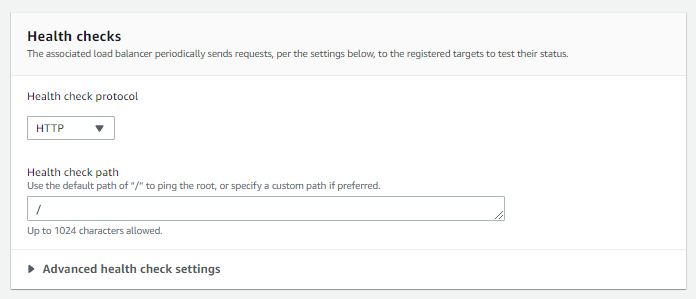 Health checks
The associated load balancer periodically sends requests, per the settings below, to the registered targets to test their status.
Health check protocol
HTTP
Health check path
Use the default path of "/" to ping the root, or specify a custom path if preferred.
/
Up to 1024 characters allowed.
Advanced health check settings